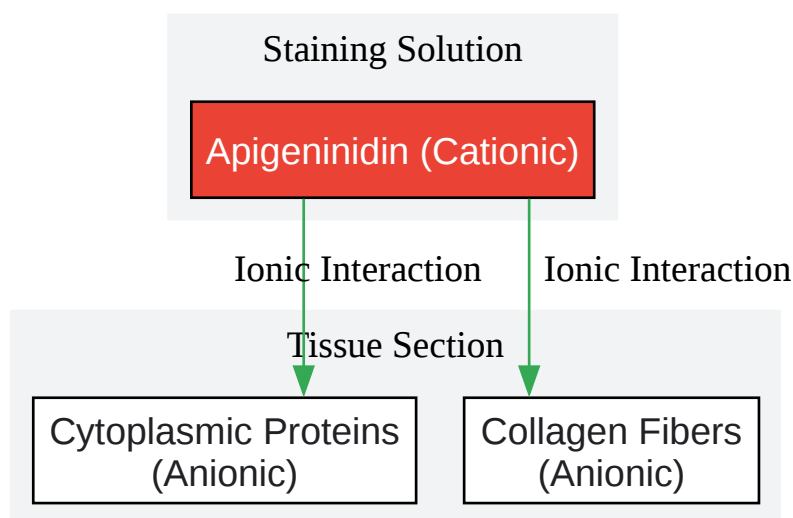 Staining Solution
Apigeninidin (Cationic)
Ionic Interaction
Ionic Interaction
Tissue Section
Cytoplasmic Proteins
(Anionic)
Collagen Fibers
(Anionic)